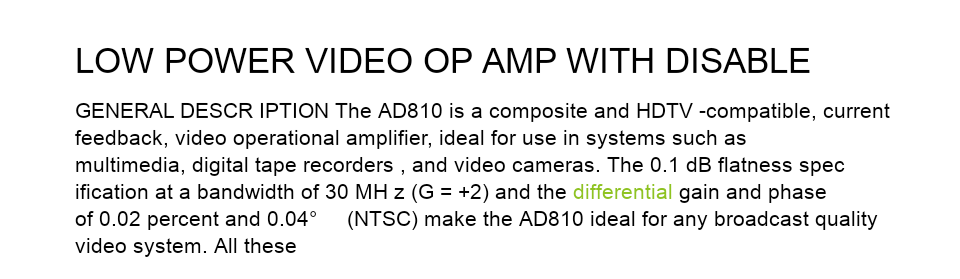 LOW POWER VIDEO OP AMP WITH DISABLE
GENERAL DESCR IPTION The AD810 is a composite and HDTV -compatible, current
feedback, video operational amplifier, ideal for use in systems such as
multimedia, digital tape recorders , and video cameras. The 0.1 dB flatness spec
ification at a bandwidth of 30 MH z (G = +2) and the differential gain and phase
of 0.02 percent and 0.04° (NTSC) make the AD810 ideal for any broadcast quality
video system. All these